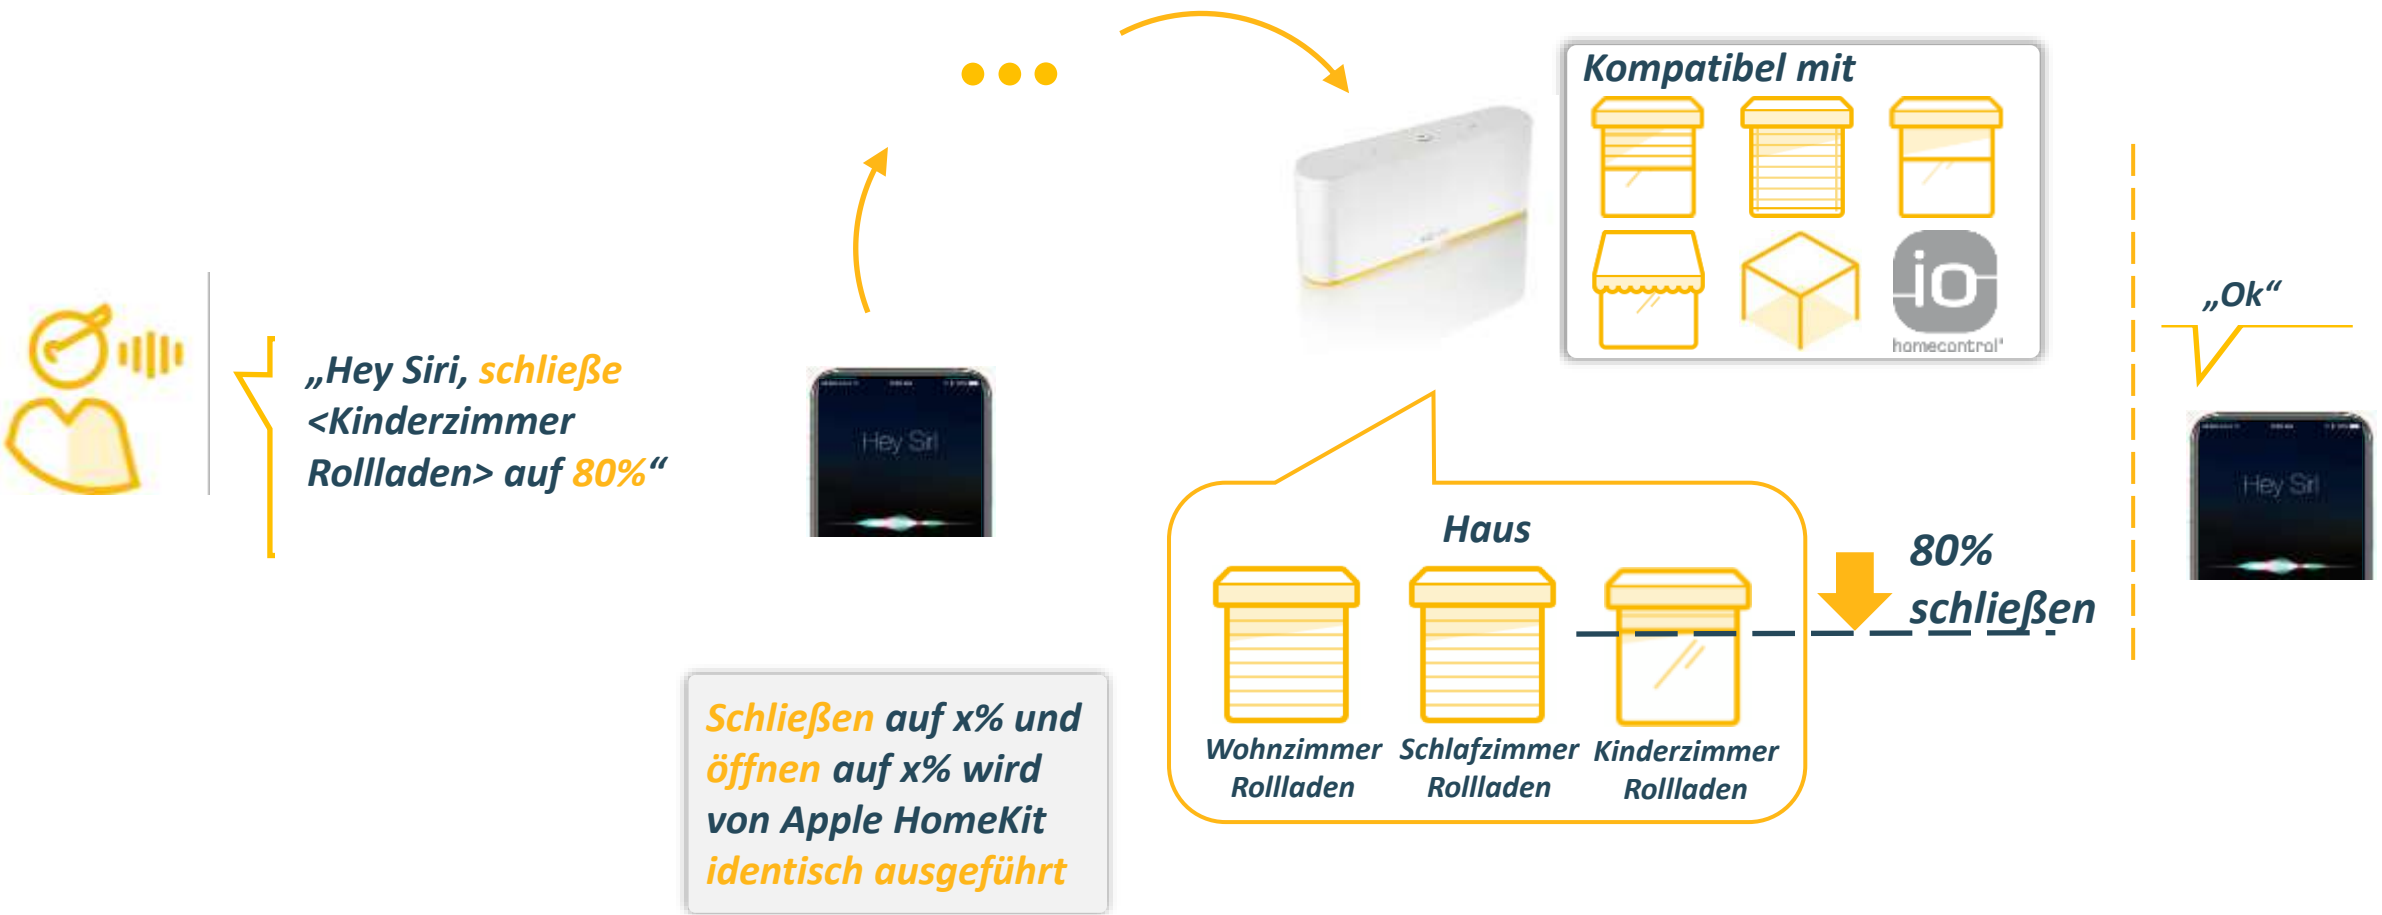 „Hey Siri, schließe
<Kinderzimmer
Rollladen> auf 80%“
Hey Siri
Kompatibel mit
io
homecontrol®
Haus
Wohnzimmer
Rollladen
Schlafzimmer
Rollladen
Kinderzimmer
Rollladen
80%
schließen
Schließen auf x% und
öffnen auf x% wird
von Apple HomeKit
identisch ausgeführt
„Ok“
Hey Siri